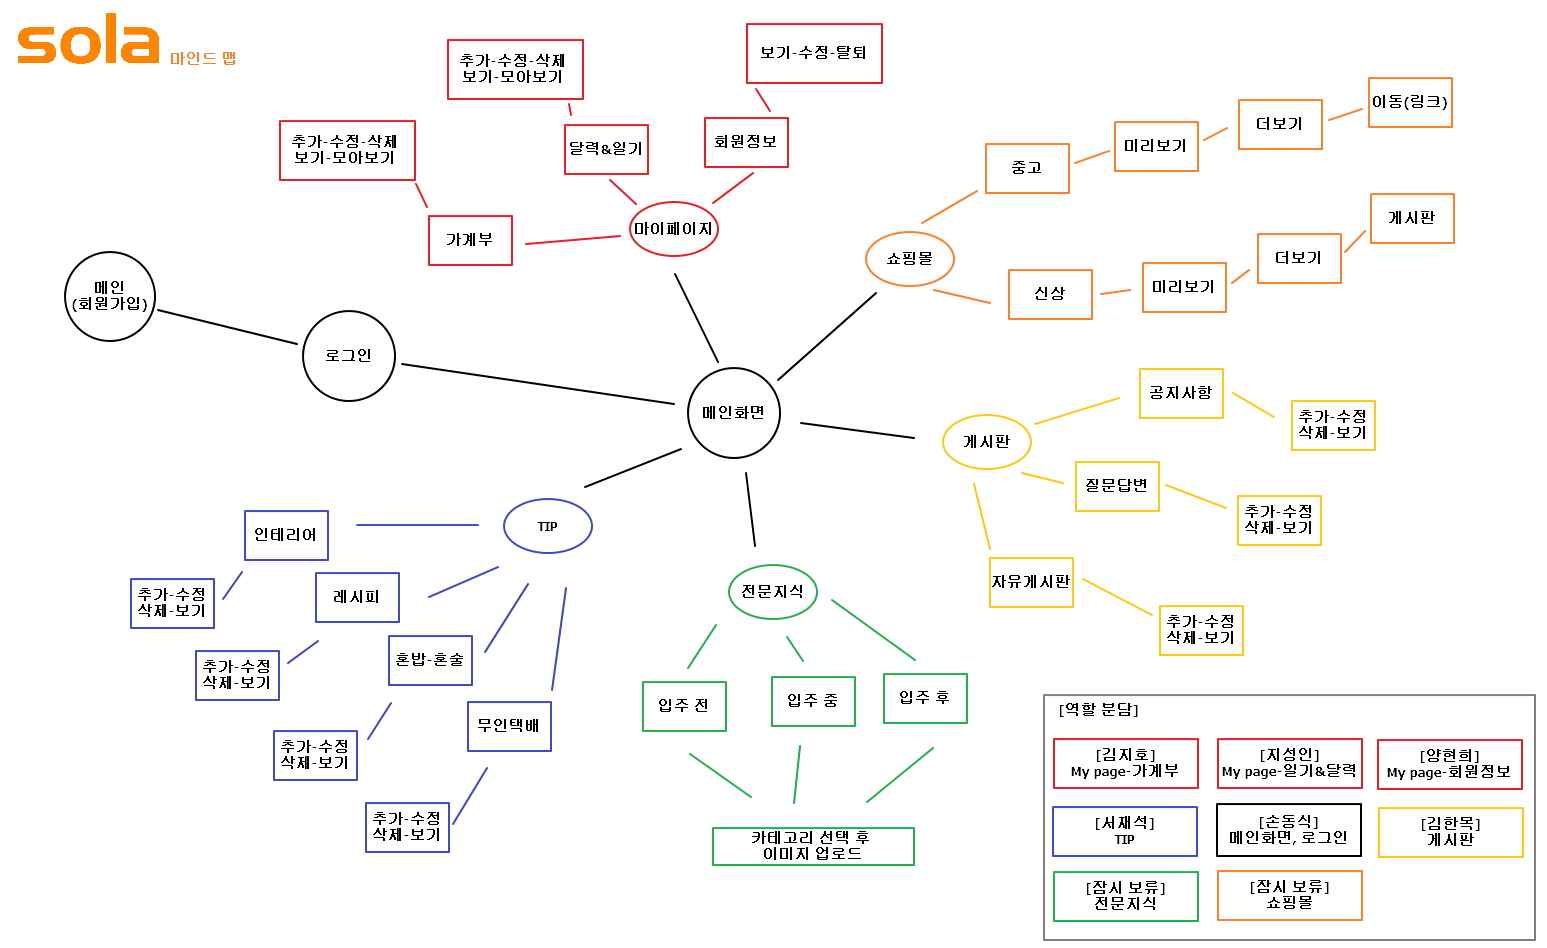 sola 마인드 맵
추가-수정-삭제
보기-모아보기
보기-수정-탈퇴
추가-수정-삭제
보기-모아보기
달력&일기
회원정보
가계부
마이페이지
메인
(회원가입)
로그인
메인화면
쇼핑몰
중고
미리보기
더보기
이동(링크)
신상
미리보기
더보기
게시판
게시판
공지사항
추가-수정
삭제-보기
질문답변
추가-수정
삭제-보기
자유게시판
추가-수정
삭제-보기
TIP
인테리어
추가-수정
삭제-보기
레시피
추가-수정
삭제-보기
혼밥-혼술
추가-수정
삭제-보기
무인택배
추가-수정
삭제-보기
전문지식
입주 전
입주 중
입주 후
카테고리 선택 후
이미지 업로드
[역할 분담]
[김지호]
My page-가계부
[지성인]
My page-일기&달력
[양현희]
My page-회원정보
[서재석]
TIP
[손동식]
메인화면, 로그인
[김한목]
게시판
[잠시 보류]
전문지식
[잠시 보류]
쇼핑몰